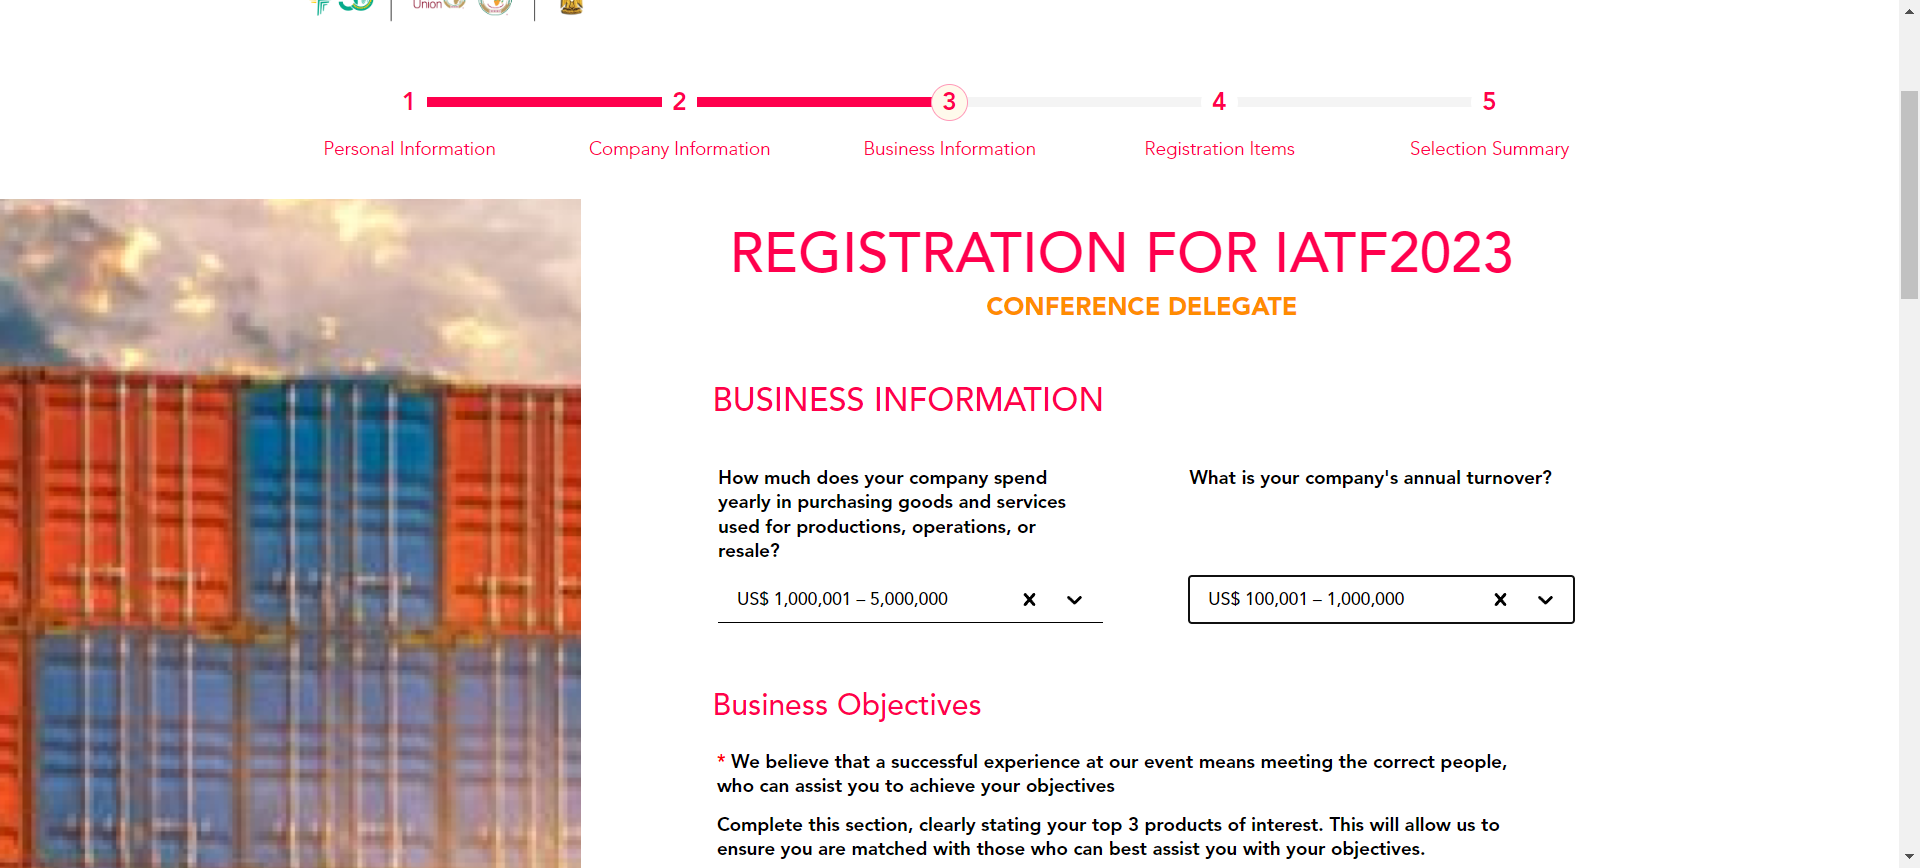 Union
1 2 3 4 5
Personal Information Company Information Business Information Registration Items Selection Summary
REGISTRATION FOR IATF2023
CONFERENCE DELEGATE
BUSINESS INFORMATION
How much does your company spend
yearly in purchasing goods and services
used for productions, operations, or
resale?
US$ 1,000,001 – 5,000,000
What is your company's annual turnover?
US$ 100,001 – 1,000,000
Business Objectives
* We believe that a successful experience at our event means meeting the correct people,
who can assist you to achieve your objectives
Complete this section, clearly stating your top 3 products of interest. This will allow us to
ensure you are matched with those who can best assist you with your objectives.